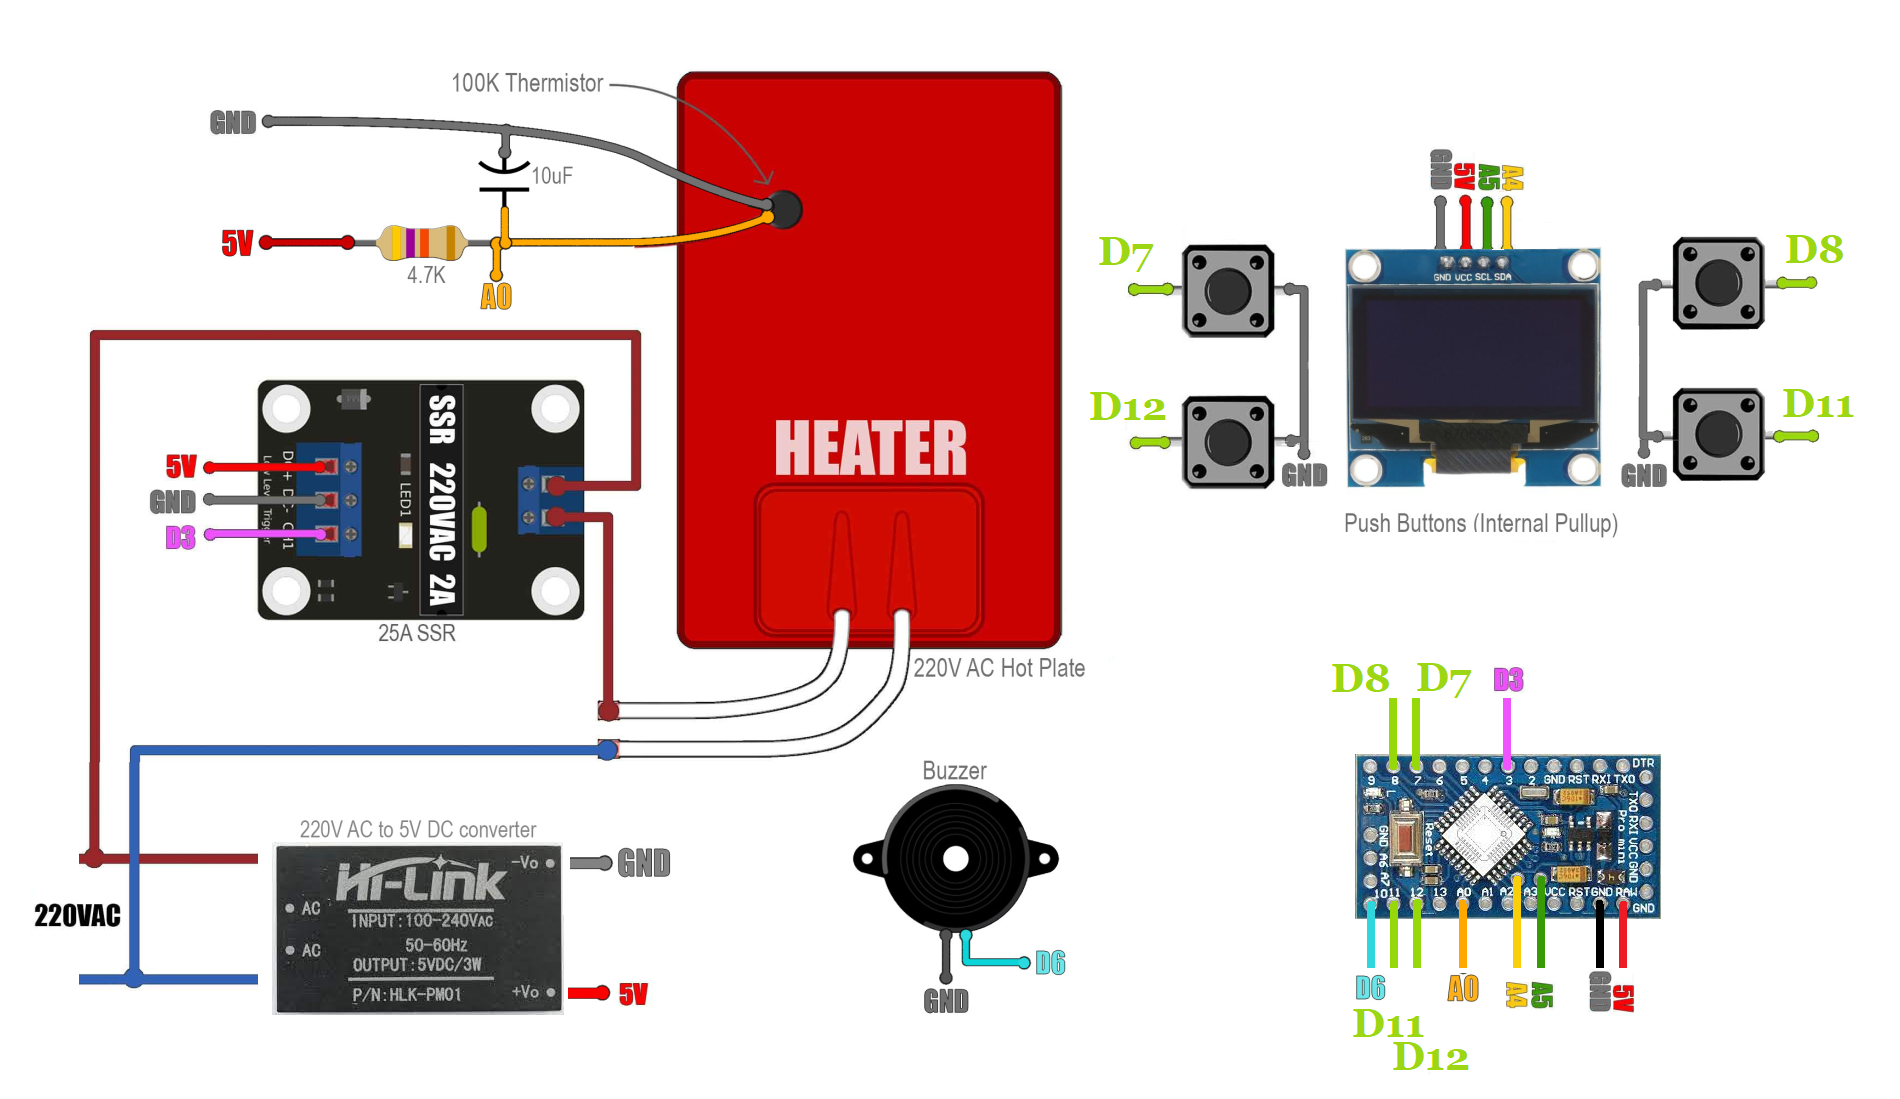 100K Thermistor
GND
10uF
5V
4.7K
A0
HEATER
220V AC Hot Plate
5V
GND
D3
DC+ DC- CH1
Low Level Trigger
LED1
SSR 220VAC 2A
25A SSR
220V AC to 5V DC converter
220VAC
Hi-Link
INPUT:100-240VAC
50-60Hz
OUTPUT:5VDC/3W
P/N:HLK-PM01
AC
AC
-Vo
+Vo
GND
5V
Buzzer
D6
GND
GND 5V A5 A4
GND VCC SCL SDA
D7
D12
GND
D8
D11
GND
Push Buttons (Internal Pullup)
D8 D7 D3
9 8 7 6 5 4 3 2 GND RST RXI TXO
DTR
TXO
RXI
VCC
GND
GND
A6
A7
L
Reset
Pro mini
10 11 12 13 A0 A1 A2 A3 VCC RST GND RAW
GND
D6
D11
D12
A0
A4
A5
GND
5V